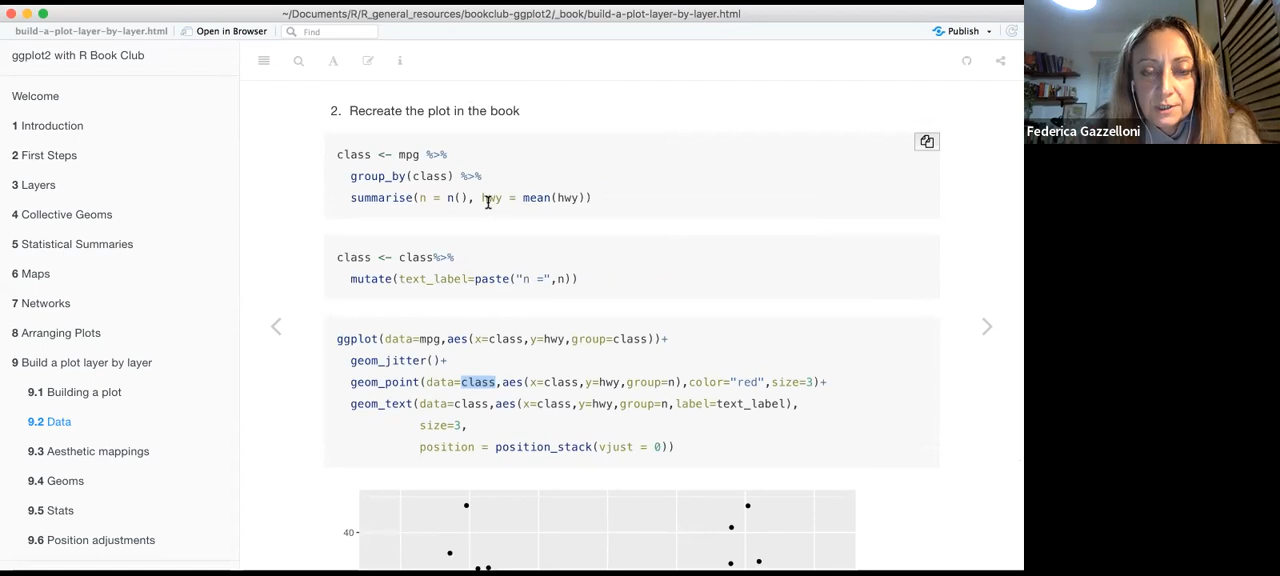 ~/Documents/R/R_general_resources/bookclub-ggplot2/_book/build-a-plot-layer-by-layer.html
build-a-plot-layer-by-layer.html
Open in Browser
Find
Publish
ggplot2 with R Book Club
Welcome
1 Introduction
2 First Steps
3 Layers
4 Collective Geoms
5 Statistical Summaries
6 Maps
7 Networks
8 Arranging Plots
9 Build a plot layer by layer
9.1 Building a plot
9.2 Data
9.3 Aesthetic mappings
9.4 Geoms
9.5 Stats
9.6 Position adjustments
2. Recreate the plot in the book
class <- mpg %>%
group_by(class) %>%
summarise(n = n(), hwy = mean(hwy))
class <- class%>%
mutate(text_label=paste("n =",n))
ggplot(data=mpg,aes(x=class,y=hwy,group=class))+
geom_jitter()+
geom_point(data=class,aes(x=class,y=hwy,group=n),color="red",size=3)+
geom_text(data=class,aes(x=class,y=hwy,group=n,label=text_label),
size=3,
position = position_stack(vjust = 0))
40
Federica Gazzelloni